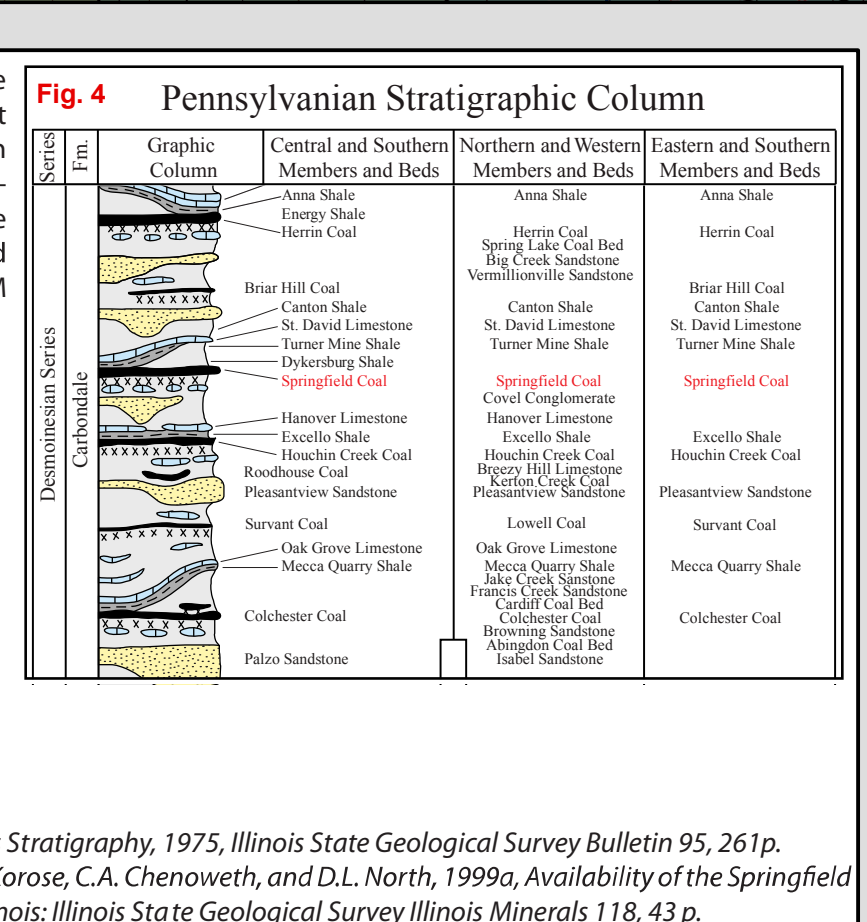 e
t
n
–
e
d
M
Fig. 4
Pennsylvanian Stratigraphic Column
Series
Fm.
Graphic
Column
Central and Southern
Members and Beds
Northern and Western
Members and Beds
Eastern and Southern
Members and Beds
Desmoinesian Series
Carbondale
Anna Shale
Energy Shale
Herrin Coal
Briar Hill Coal
Canton Shale
St. David Limestone
Turner Mine Shale
Dykersburg Shale
Springfield Coal
Hanover Limestone
Excello Shale
Houchin Creek Coal
Roodhouse Coal
Pleasantview Sandstone
Survant Coal
Oak Grove Limestone
Mecca Quarry Shale
Colchester Coal
Palzo Sandstone
Anna Shale
Herrin Coal
Spring Lake Coal Bed
Big Creek Sandstone
Vermillionville Sandstone
Canton Shale
St. David Limestone
Turner Mine Shale
Springfield Coal
Covel Conglomerate
Hanover Limestone
Excello Shale
Houchin Creek Coal
Breezy Hill Limestone
Kerton Creek Coal
Pleasantview Sandstone
Lowell Coal
Oak Grove Limestone
Mecca Quarry Shale
Jake Creek Sanstone
Francis Creek Sandstone
Cardiff Coal Bed
Colchester Coal
Browning Sandstone
Abingdon Coal Bed
Isabel Sandstone
Anna Shale
Herrin Coal
Briar Hill Coal
Canton Shale
St. David Limestone
Turner Mine Shale
Springfield Coal
Excello Shale
Houchin Creek Coal
Pleasantview Sandstone
Survant Coal
Mecca Quarry Shale
Colchester Coal
Stratigraphy, 1975, Illinois State Geological Survey Bulletin 95, 261p.
Korose, C.A. Chenoweth, and D.L. North, 1999a, Availability of the Springfield
nois: Illinois State Geological Survey Illinois Minerals 118, 43 p.